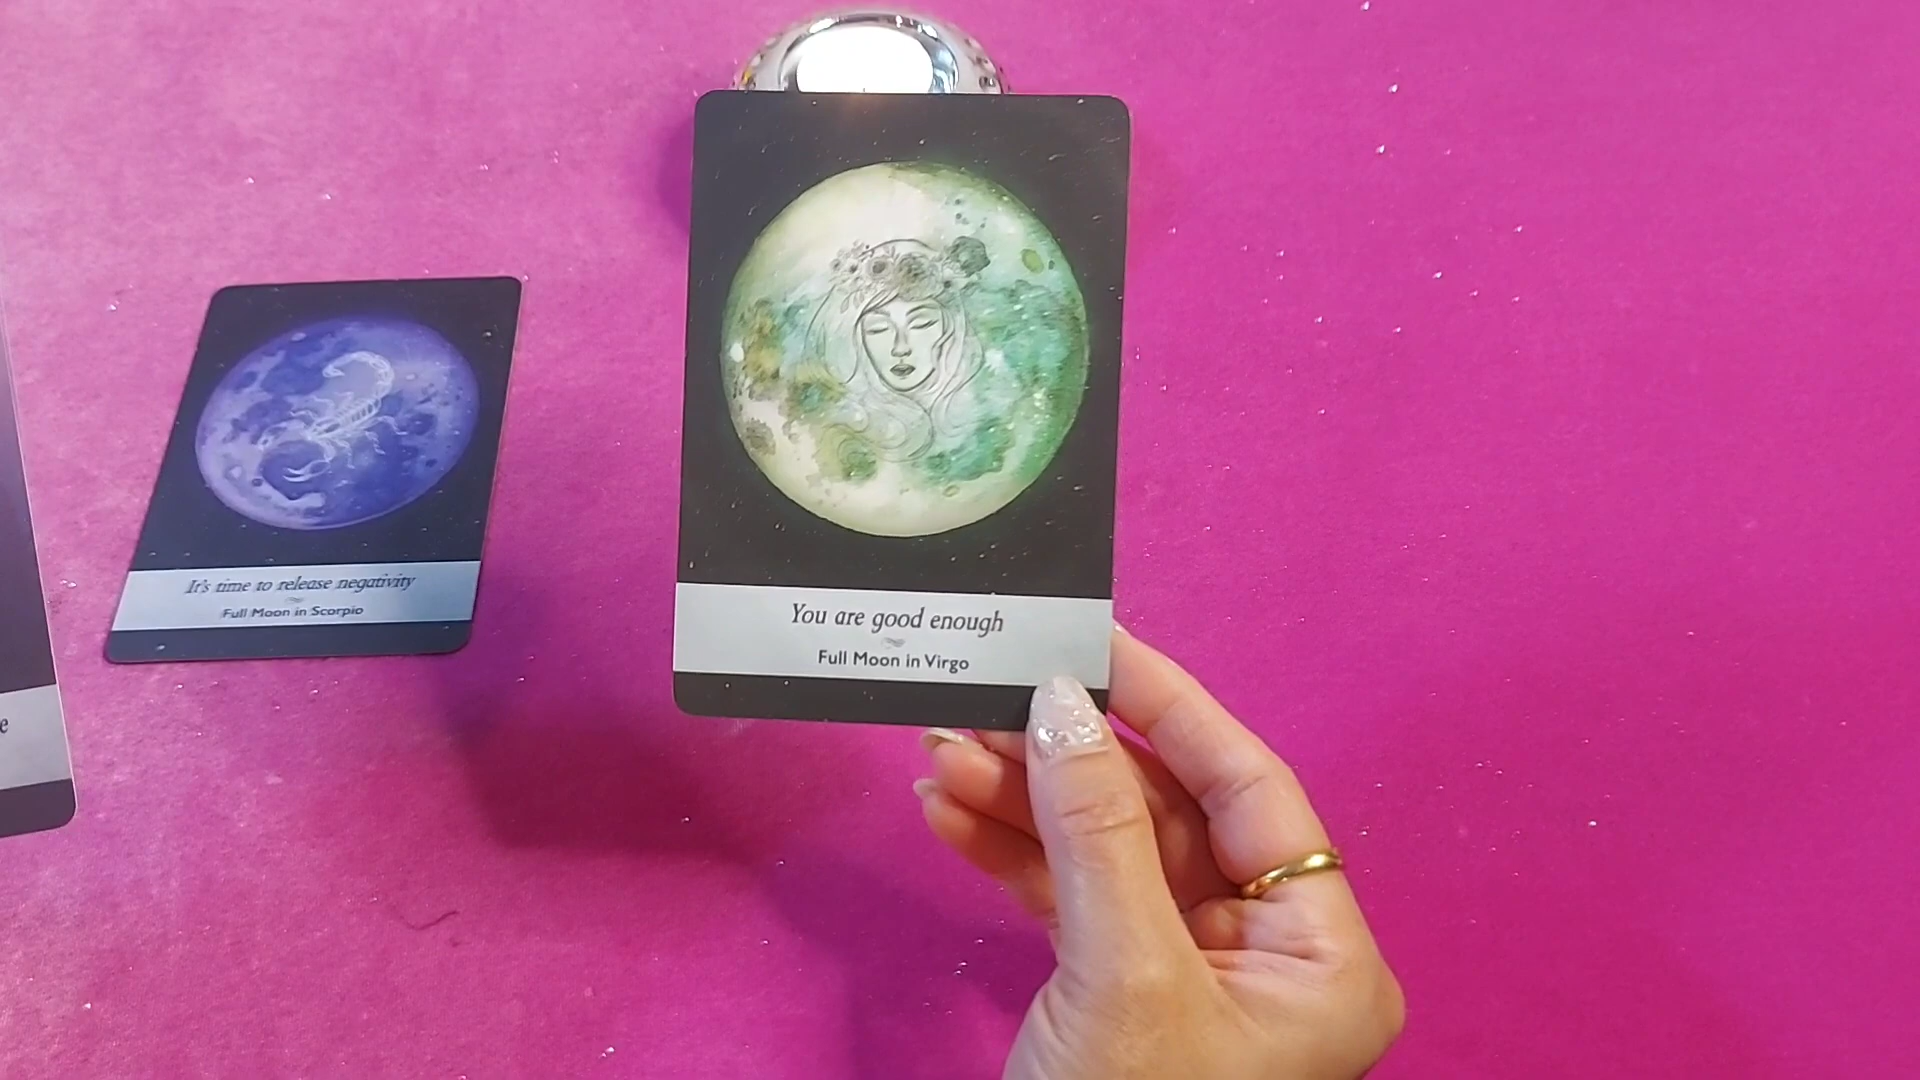 It's time to release negativity
Full Moon in Scorpio
You are good enough
Full Moon in Virgo
e